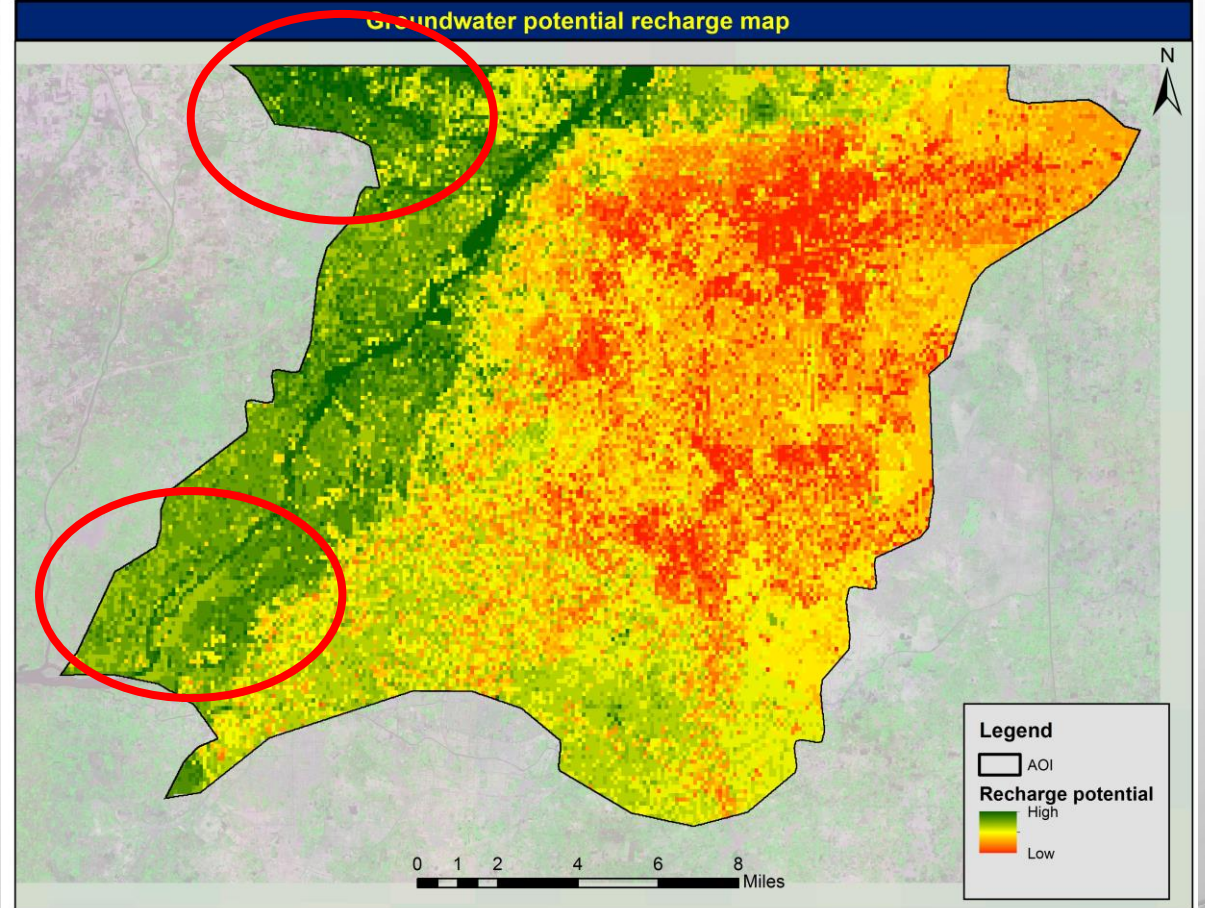 Groundwater potential recharge map
N
Legend
AOI
Recharge potential
High
Low
0 1 2 4 6 8
Miles